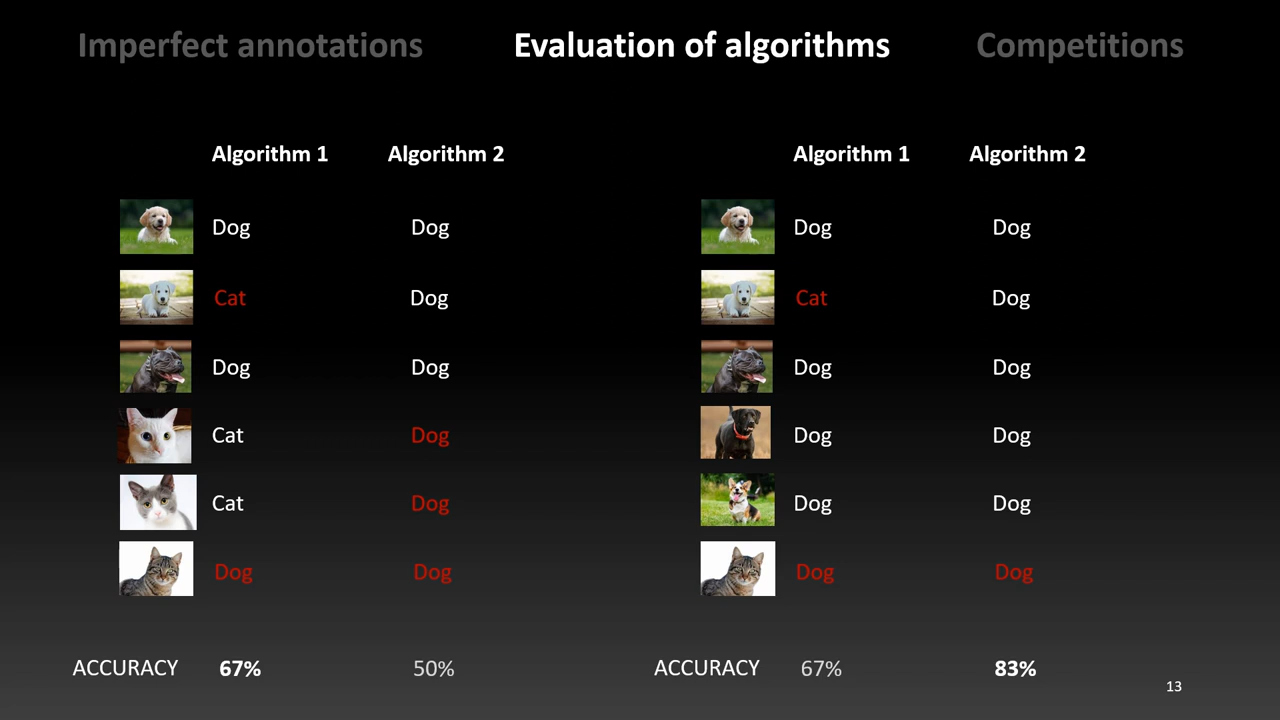 Imperfect annotations Evaluation of algorithms Competitions
Algorithm 1 Algorithm 2 Algorithm 1 Algorithm 2
Dog Dog Dog Dog
Cat Dog Cat Dog
Dog Dog Dog Dog
Cat Dog Dog Dog
Cat Dog Dog Dog
Dog Dog Dog Dog
ACCURACY 67% 50% ACCURACY 67% 83%
13